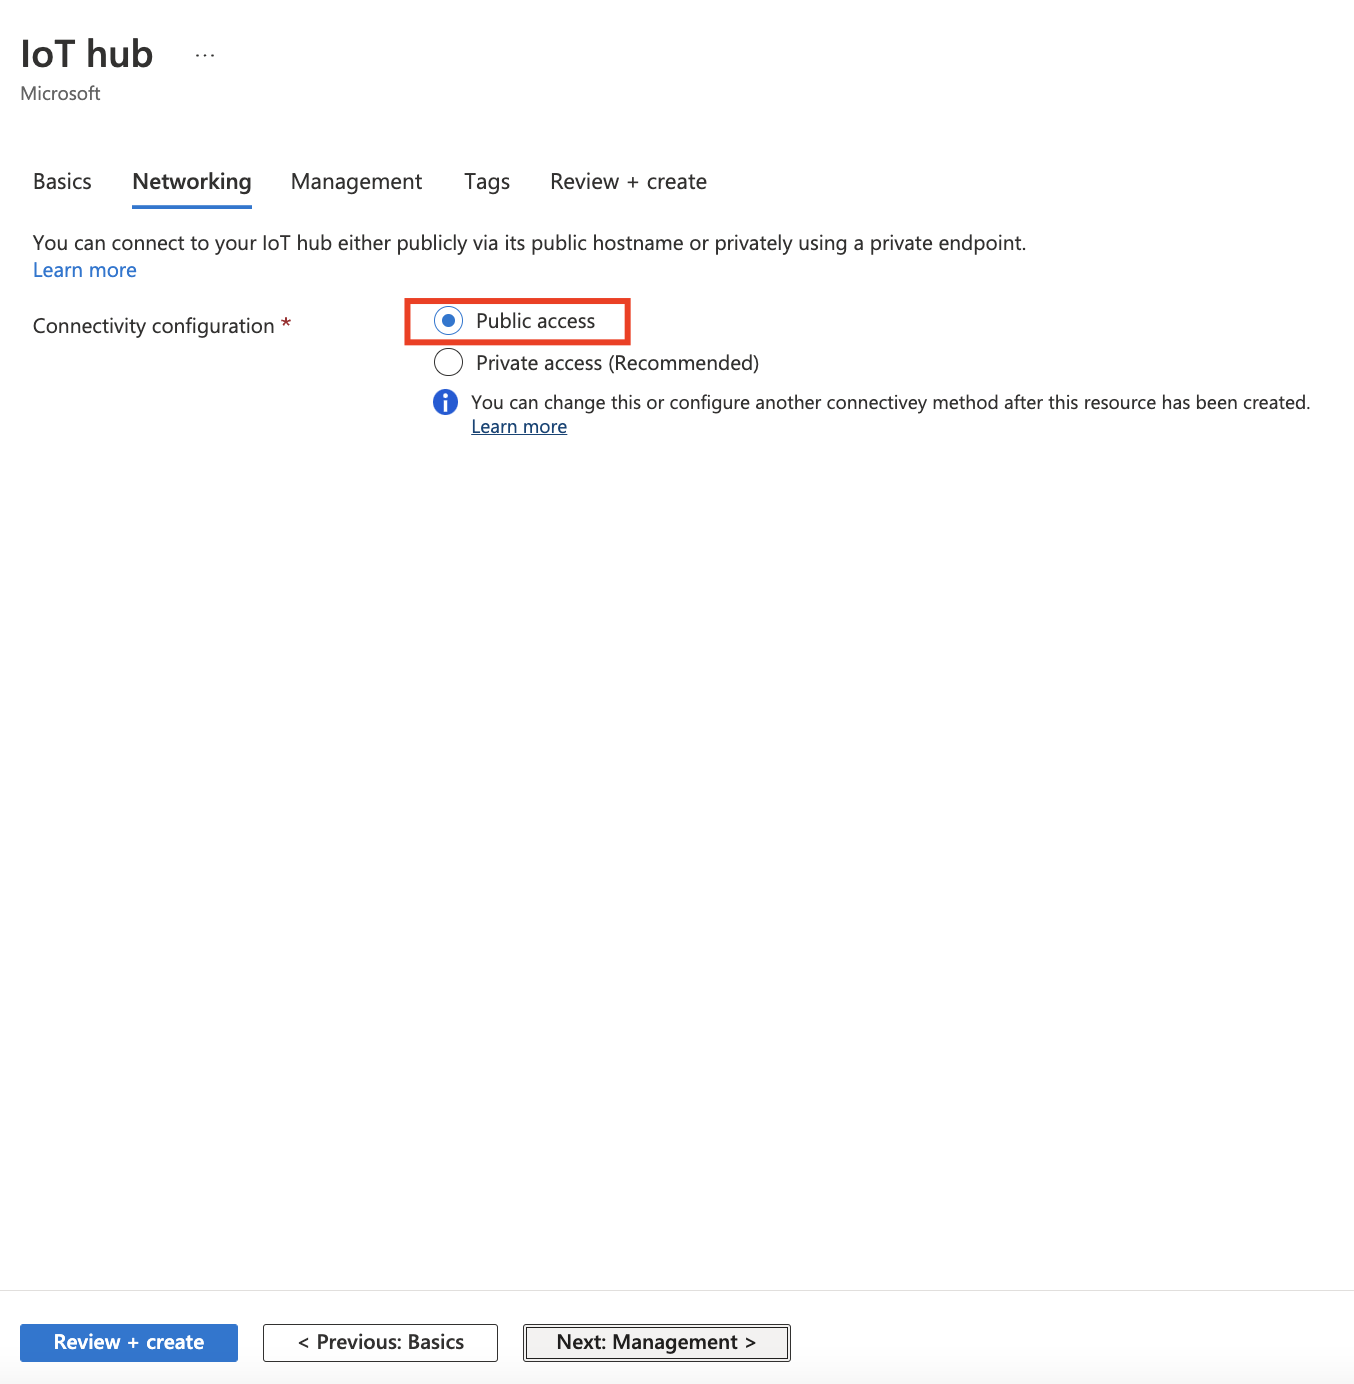 IoT hub ...
Microsoft
Basics Networking Management Tags Review + create
You can connect to your IoT hub either publicly via its public hostname or privately using a private endpoint.
Learn more
Connectivity configuration *
Public access
Private access (Recommended)
You can change this or configure another connectivey method after this resource has been created.
Learn more
Review + create < Previous: Basics Next: Management >